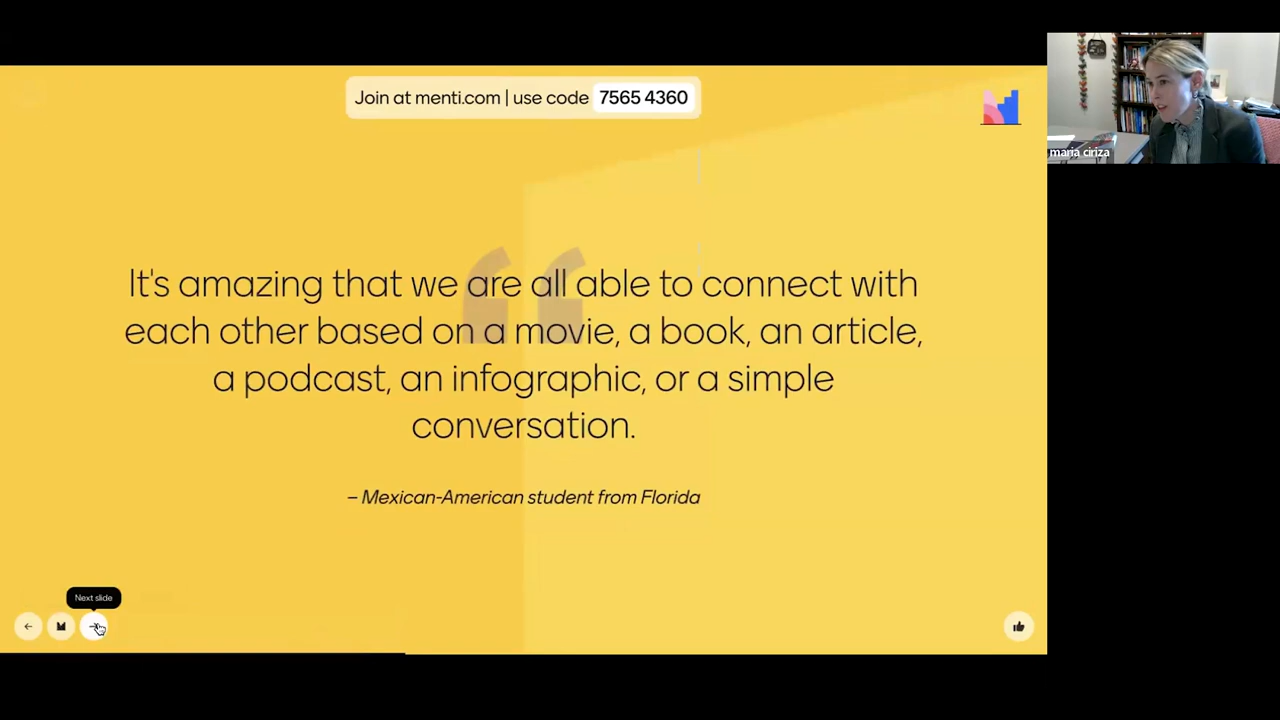 Join at menti.com | use code 7565 4360
maria ciriza
It's amazing that we are all able to connect with
each other based on a movie, a book, an article,
a podcast, an infographic, or a simple
conversation.
– Mexican-American student from Florida
Next slide